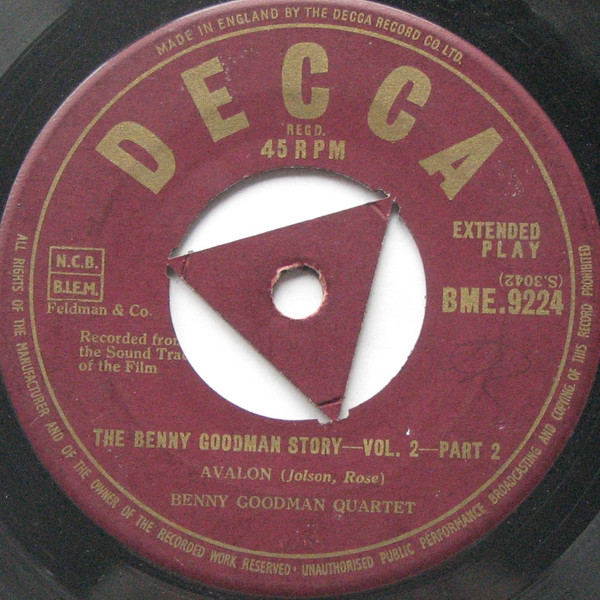 MADE IN ENGLAND BY THE DECCA RECORD CO. LTD.
DECCA
REGD.
45 RPM
EXTENDED
PLAY
(S.3042)
BME.9224
N.C.B.
B.I.E.M.
Feldman & Co.
Recorded from
the Sound Trac
of the Film
THE BENNY GOODMAN STORY—VOL. 2—PART 2
AVALON (Jolson, Rose)
BENNY GOODMAN QUARTET
ALL RIGHTS OF THE MANUFACTURER AND OF THE OWNER OF THE RECORDED WORK RESERVED · UNAUTHORISED PUBLIC PERFORMANCE BROADCASTING AND COPYING OF THIS RECORD PROHIBITED